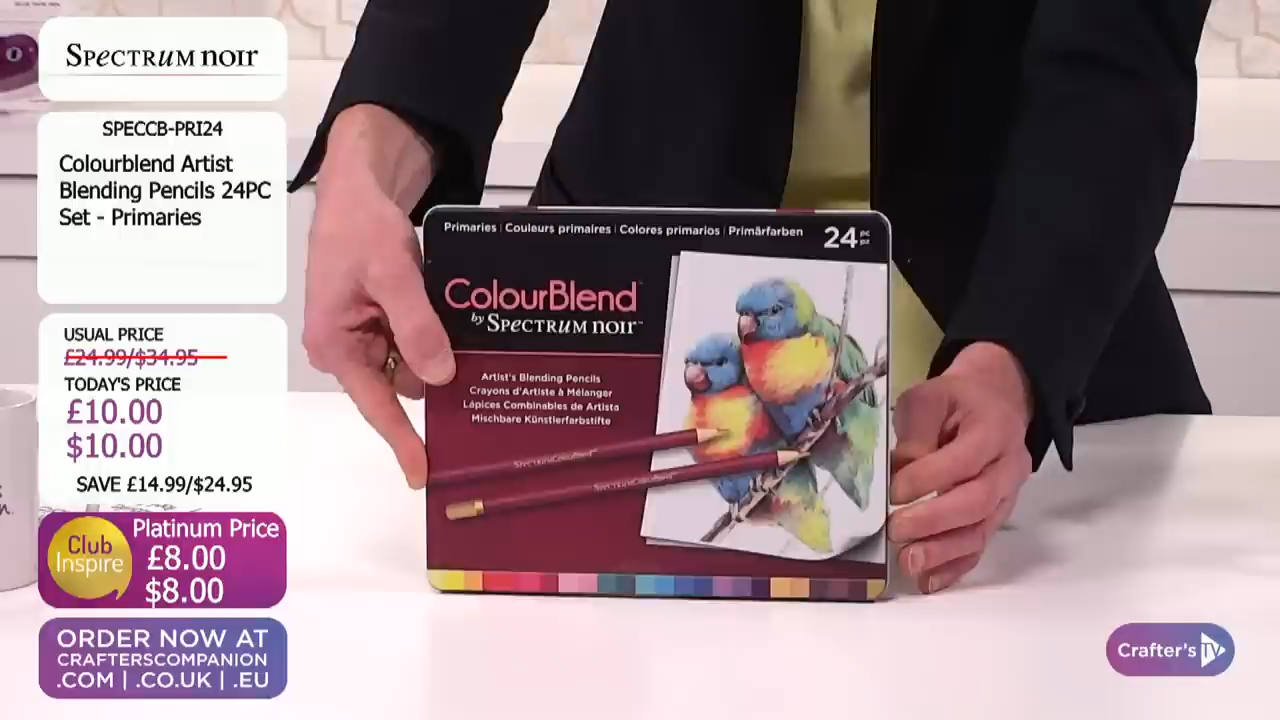 SPECTRUM NOIR
SPECCB-PRI24
Colourblend Artist
Blending Pencils 24PC
Set - Primaries
USUAL PRICE
£24.99/$34.95
TODAY'S PRICE
£10.00
$10.00
SAVE £14.99/$24.95
Club
Inspire
Platinum Price
£8.00
$8.00
ORDER NOW AT
CRAFTERSCOMPANION
.COM | .CO.UK | .EU
Primaries | Couleurs primaires | Colores primarios | Primärfarben
24 pc
pz
ColourBlend™
by SPECTRUM NOIR™
Artist's Blending Pencils
Crayons d'Artiste à Mélanger
Lápices Combinables de Artista
Mischbare Künstlerfarbstifte
Crafter's TV